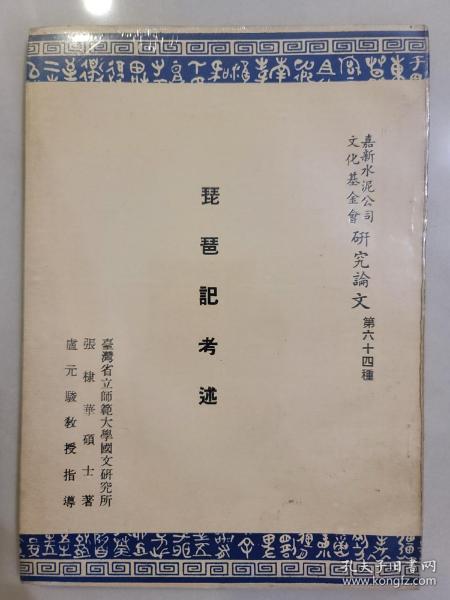 嘉新水泥公司
文化基金會
研究論文
第六十四種
琵琶記考述
臺灣省立師範大學國文研究所
張棣華碩士著
盧元駿教授指導
孔夫子旧书网
www.kongfz.com